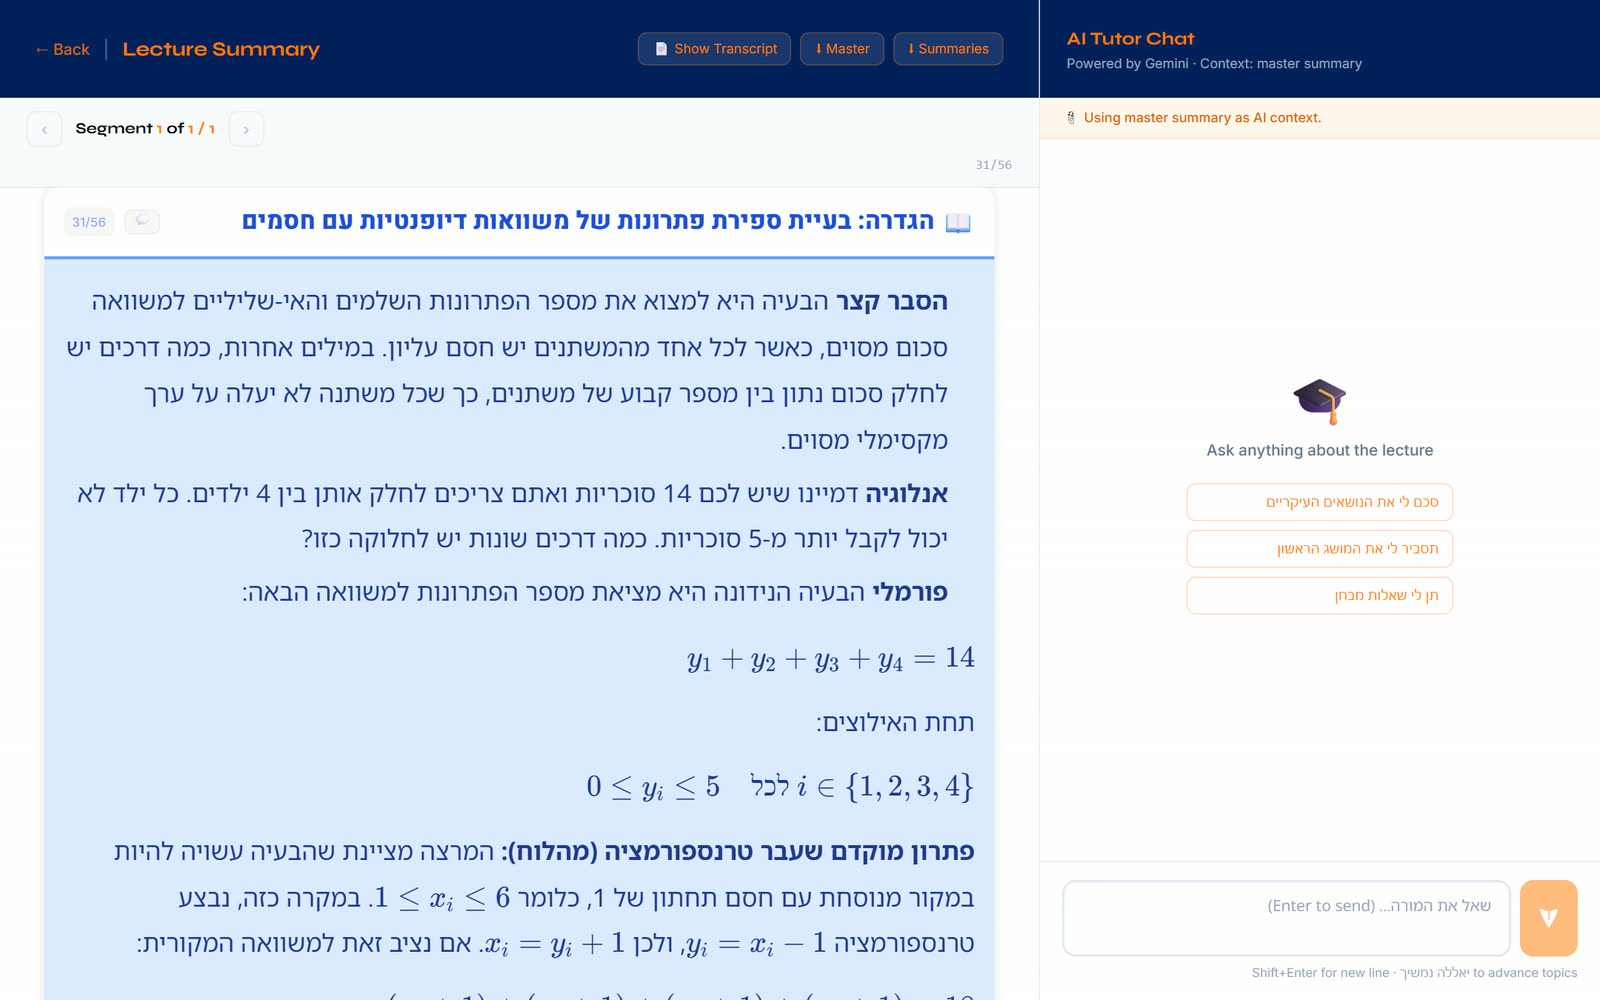 ← Back
Lecture Summary
Show Transcript
⬇ Master
⬇ Summaries
‹ Segment 1 of 1 / 1 ›
31/56
📖 הגדרה: בעיית ספירת פתרונות של משוואות דיופנטיות עם חסמים
31/56
הסבר קצר הבעיה היא למצוא את מספר הפתרונות השלמים והאי-שליליים למשוואה
סכום מסוים, כאשר לכל אחד מהמשתנים יש חסם עליון. במילים אחרות, כמה דרכים יש
לחלק סכום נתון בין מספר קבוע של משתנים, כך שכל משתנה לא יעלה על ערך
מקסימלי מסוים.
אנלוגיה דמיינו שיש לכם 14 סוכריות ואתם צריכים לחלק אותן בין 4 ילדים. כל ילד לא
יכול לקבל יותר מ-5 סוכריות. כמה דרכים שונות יש לחלוקה כזו?
פורמלי הבעיה הנידונה היא מציאת מספר הפתרונות למשוואה הבאה:
y₁ + y₂ + y₃ + y₄ = 14
תחת האילוצים:
0 ≤ yᵢ ≤ 5 לכל i ∈ {1, 2, 3, 4}
פתרון מוקדם שעבר טרנספורמציה (מהלוח): המרצה מציינת שהבעיה עשויה להיות
במקור מנוסחת עם חסם תחתון של 1, כלומר 1 ≤ xᵢ ≤ 6. במקרה כזה, נבצע
טרנספורמציה yᵢ = xᵢ − 1, ולכן xᵢ = yᵢ + 1. אם נציב זאת למשוואה המקורית:
AI Tutor Chat
Powered by Gemini · Context: master summary
Using master summary as AI context.
Ask anything about the lecture
סכם לי את הנושאים העיקריים
תסביר לי את המושג הראשון
תן לי שאלות מבחן
שאל את המורה... (Enter to send)
Shift+Enter for new line · יאללה נמשיך to advance topics